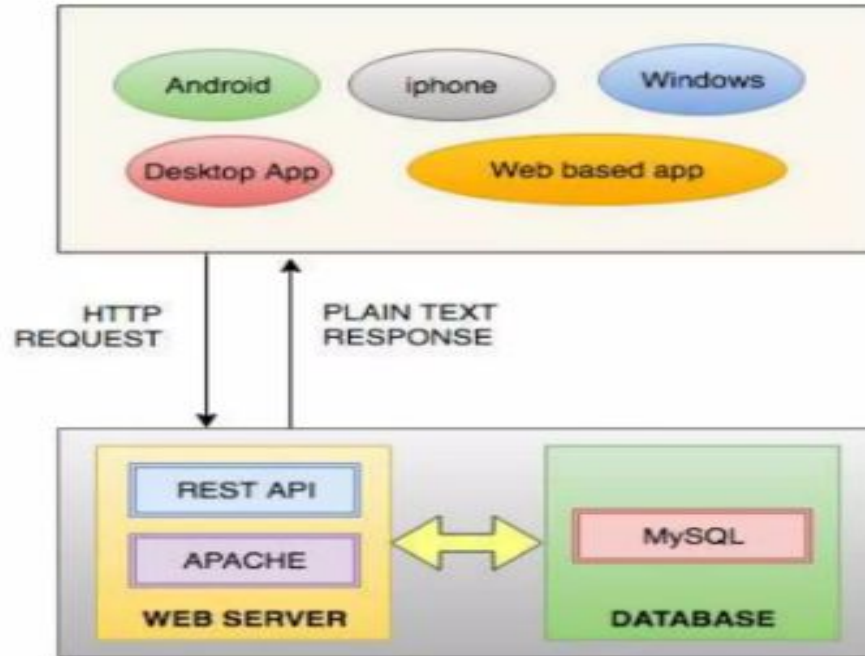 Android
iphone
Windows
Desktop App
Web based app
HTTP
REQUEST
PLAIN TEXT
RESPONSE
REST API
APACHE
WEB SERVER
MySQL
DATABASE